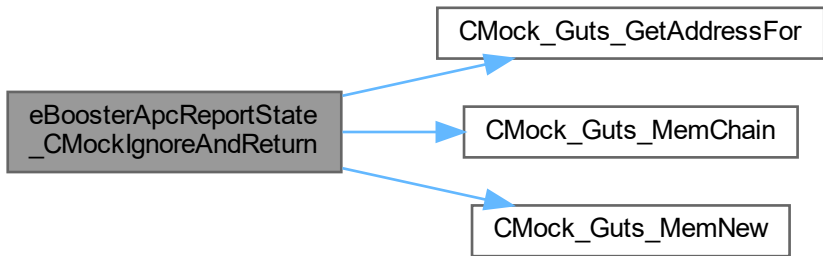 eBoosterApcReportState
_CMockIgnoreAndReturn
CMock_Guts_GetAddressFor
CMock_Guts_MemChain
CMock_Guts_MemNew